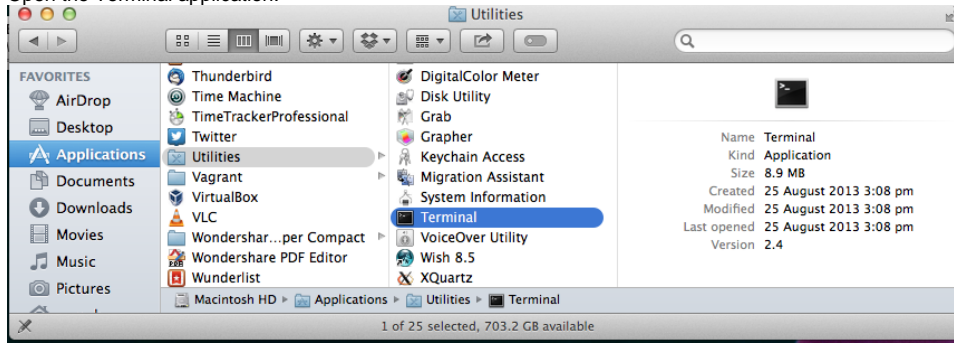 Open the Terminal application.
Utilities
FAVORITES
AirDrop
Desktop
Applications
Documents
Downloads
Movies
Music
Pictures
Thunderbird
Time Machine
TimeTrackerProfessional
Twitter
Utilities
Vagrant
VirtualBox
VLC
Wondershar...per Compact
Wondershare PDF Editor
Wunderlist
DigitalColor Meter
Disk Utility
Grab
Grapher
Keychain Access
Migration Assistant
System Information
Terminal
VoiceOver Utility
Wish 8.5
XQuartz
Name Terminal
Kind Application
Size 8.9 MB
Created 25 August 2013 3:08 pm
Modified 25 August 2013 3:08 pm
Last opened 25 August 2013 3:08 pm
Version 2.4
Macintosh HD ▸ Applications ▸ Utilities ▸ Terminal
1 of 25 selected, 703.2 GB available